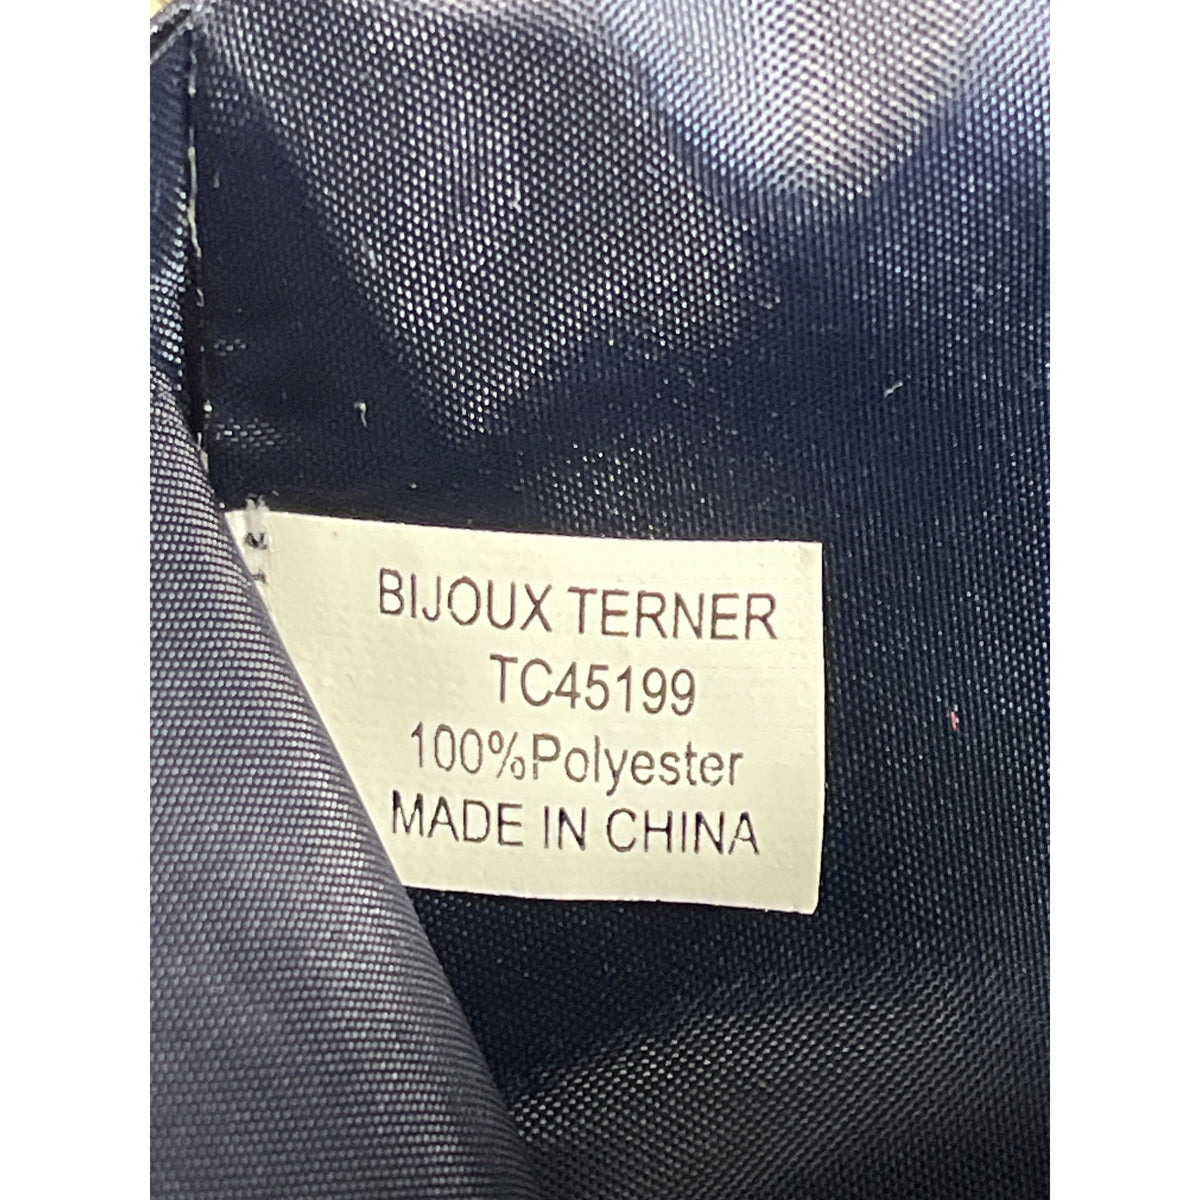 BIJOUX TERNER
TC45199
100%Polyester
MADE IN CHINA